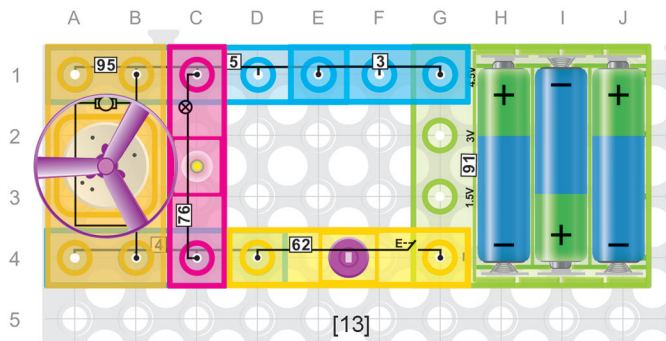 A B C D E F G H I J
1 95 5 3 4.5V + - +
2 3V
91
3 1.5V
76
4 4 62 E - + -
5 [13]